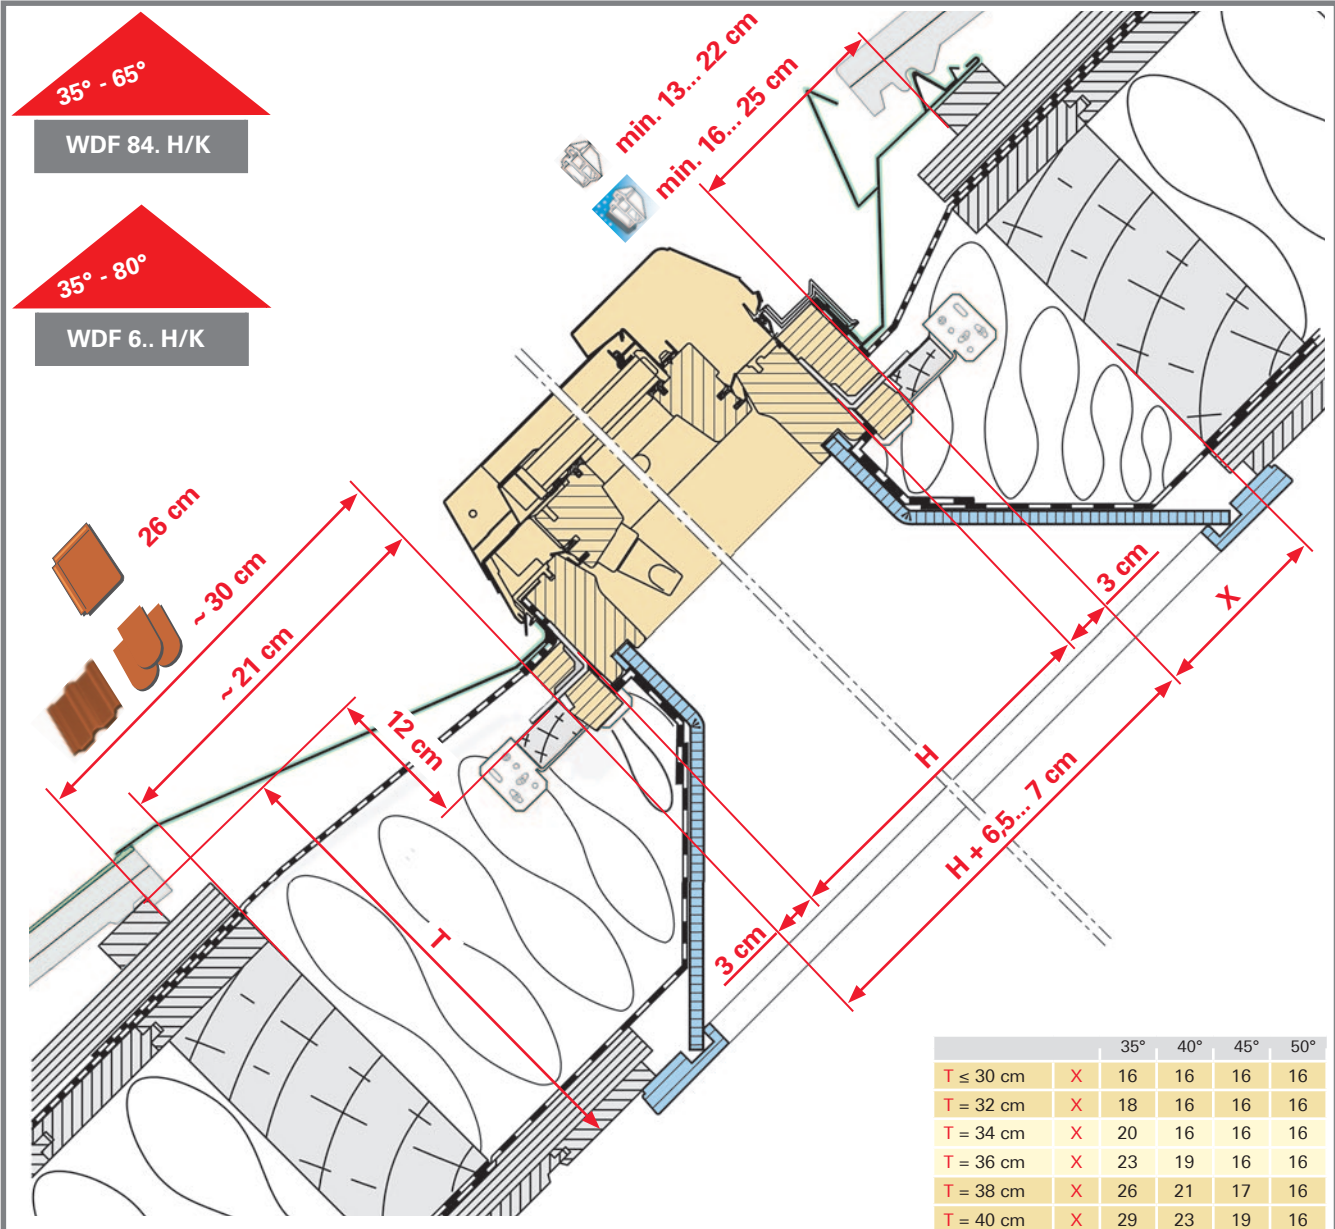 35° - 65°
WDF 84. H/K
35° - 80°
WDF 6.. H/K
min. 13... 22 cm
min. 16... 25 cm
26 cm
~ 30 cm
~ 21 cm
12 cm
T
3 cm
X
H
H + 6,5... 7 cm
3 cm
35° 40° 45° 50°
T ≤ 30 cm X 16 16 16 16
T = 32 cm X 18 16 16 16
T = 34 cm X 20 16 16 16
T = 36 cm X 23 19 16 16
T = 38 cm X 26 21 17 16
T = 40 cm X 29 23 19 16